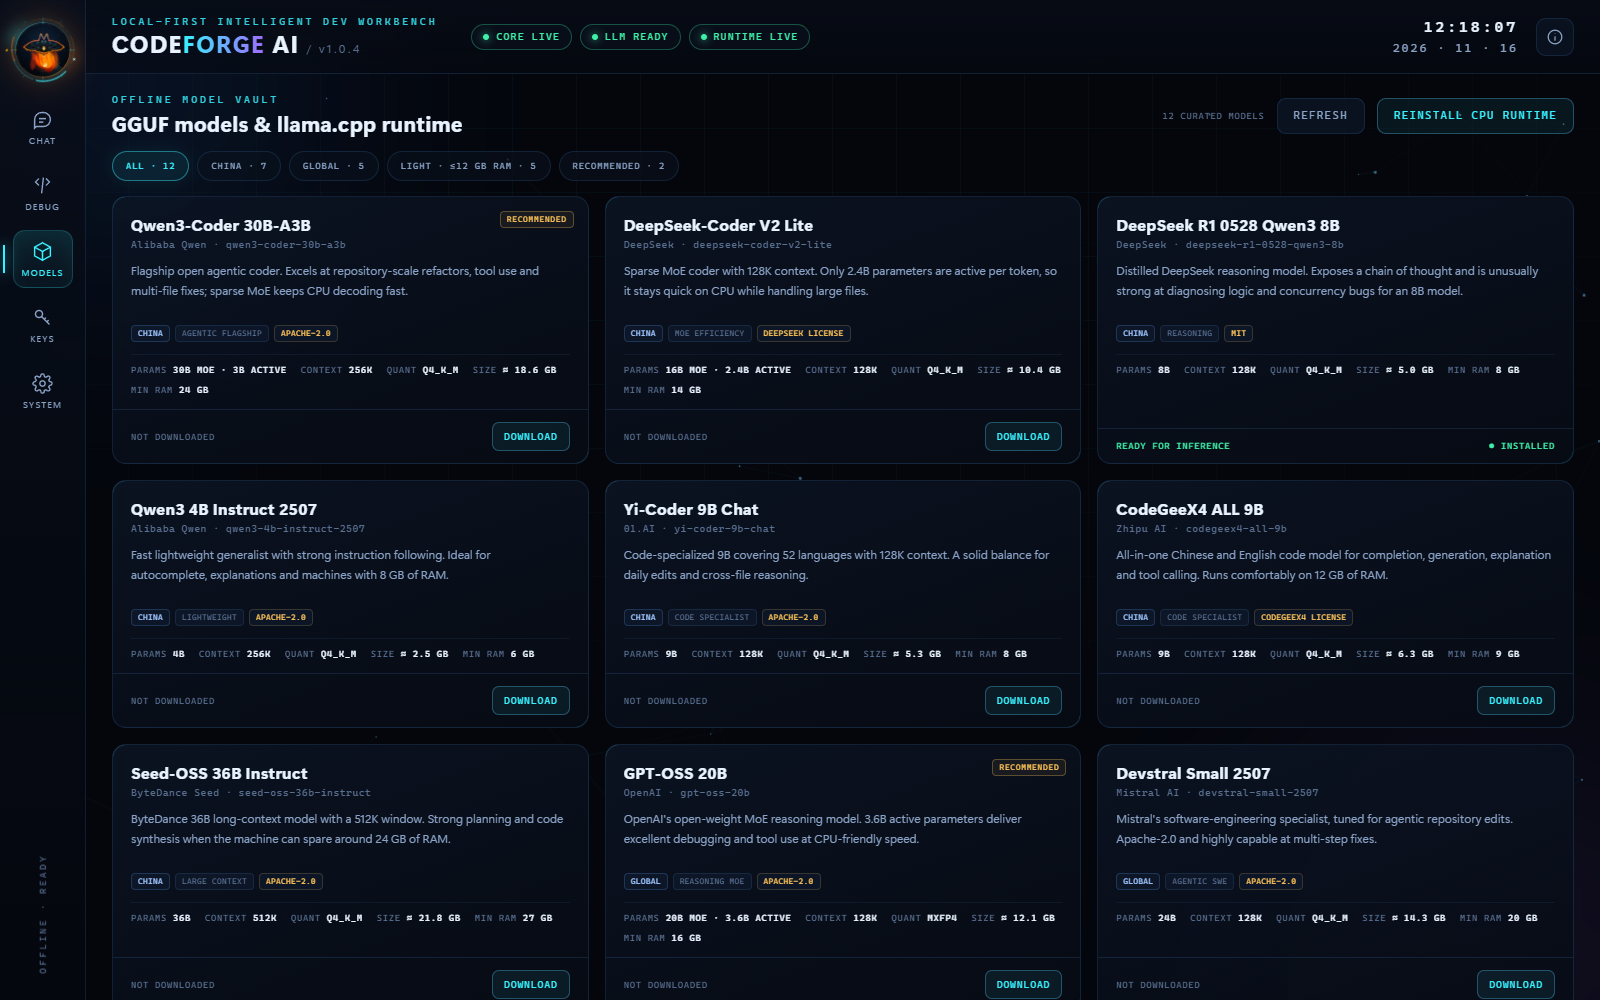 LOCAL-FIRST INTELLIGENT DEV WORKBENCH
CODEFORGE AI / v1.0.4
CORE LIVE
LLM READY
RUNTIME LIVE
12:18:07
2026 · 11 · 16
CHAT
DEBUG
MODELS
KEYS
SYSTEM
OFFLINE · READY
OFFLINE MODEL VAULT
GGUF models & llama.cpp runtime
12 CURATED MODELS
REFRESH
REINSTALL CPU RUNTIME
ALL · 12
CHINA · 7
GLOBAL · 5
LIGHT · ≤12 GB RAM · 5
RECOMMENDED · 2
Qwen3-Coder 30B-A3B
RECOMMENDED
Alibaba Qwen · qwen3-coder-30b-a3b
Flagship open agentic coder. Excels at repository-scale refactors, tool use and
multi-file fixes; sparse MoE keeps CPU decoding fast.
CHINA AGENTIC FLAGSHIP APACHE-2.0
PARAMS 30B MOE · 3B ACTIVE CONTEXT 256K QUANT Q4_K_M SIZE ≈ 18.6 GB
MIN RAM 24 GB
NOT DOWNLOADED DOWNLOAD
DeepSeek-Coder V2 Lite
DeepSeek · deepseek-coder-v2-lite
Sparse MoE coder with 128K context. Only 2.4B parameters are active per token, so
it stays quick on CPU while handling large files.
CHINA MOE EFFICIENCY DEEPSEEK LICENSE
PARAMS 16B MOE · 2.4B ACTIVE CONTEXT 128K QUANT Q4_K_M SIZE ≈ 10.4 GB
MIN RAM 14 GB
NOT DOWNLOADED DOWNLOAD
DeepSeek R1 0528 Qwen3 8B
DeepSeek · deepseek-r1-0528-qwen3-8b
Distilled DeepSeek reasoning model. Exposes a chain of thought and is unusually
strong at diagnosing logic and concurrency bugs for an 8B model.
CHINA REASONING MIT
PARAMS 8B CONTEXT 128K QUANT Q4_K_M SIZE ≈ 5.0 GB MIN RAM 8 GB
READY FOR INFERENCE INSTALLED
Qwen3 4B Instruct 2507
Alibaba Qwen · qwen3-4b-instruct-2507
Fast lightweight generalist with strong instruction following. Ideal for
autocomplete, explanations and machines with 8 GB of RAM.
CHINA LIGHTWEIGHT APACHE-2.0
PARAMS 4B CONTEXT 256K QUANT Q4_K_M SIZE ≈ 2.5 GB MIN RAM 6 GB
NOT DOWNLOADED DOWNLOAD
Yi-Coder 9B Chat
01.AI · yi-coder-9b-chat
Code-specialized 9B covering 52 languages with 128K context. A solid balance for
daily edits and cross-file reasoning.
CHINA CODE SPECIALIST APACHE-2.0
PARAMS 9B CONTEXT 128K QUANT Q4_K_M SIZE ≈ 5.3 GB MIN RAM 8 GB
NOT DOWNLOADED DOWNLOAD
CodeGeeX4 ALL 9B
Zhipu AI · codegeex4-all-9b
All-in-one Chinese and English code model for completion, generation, explanation
and tool calling. Runs comfortably on 12 GB of RAM.
CHINA CODE SPECIALIST CODEGEEX4 LICENSE
PARAMS 9B CONTEXT 128K QUANT Q4_K_M SIZE ≈ 6.3 GB MIN RAM 9 GB
NOT DOWNLOADED DOWNLOAD
Seed-OSS 36B Instruct
ByteDance Seed · seed-oss-36b-instruct
ByteDance 36B long-context model with a 512K window. Strong planning and code
synthesis when the machine can spare around 24 GB of RAM.
CHINA LARGE CONTEXT APACHE-2.0
PARAMS 36B CONTEXT 512K QUANT Q4_K_M SIZE ≈ 21.8 GB MIN RAM 27 GB
NOT DOWNLOADED DOWNLOAD
GPT-OSS 20B
RECOMMENDED
OpenAI · gpt-oss-20b
OpenAI's open-weight MoE reasoning model. 3.6B active parameters deliver
excellent debugging and tool use at CPU-friendly speed.
GLOBAL REASONING MOE APACHE-2.0
PARAMS 20B MOE · 3.6B ACTIVE CONTEXT 128K QUANT MXFP4 SIZE ≈ 12.1 GB
MIN RAM 16 GB
NOT DOWNLOADED DOWNLOAD
Devstral Small 2507
Mistral AI · devstral-small-2507
Mistral's software-engineering specialist, tuned for agentic repository edits.
Apache-2.0 and highly capable at multi-step fixes.
GLOBAL AGENTIC SWE APACHE-2.0
PARAMS 24B CONTEXT 128K QUANT Q4_K_M SIZE ≈ 14.3 GB MIN RAM 20 GB
NOT DOWNLOADED DOWNLOAD